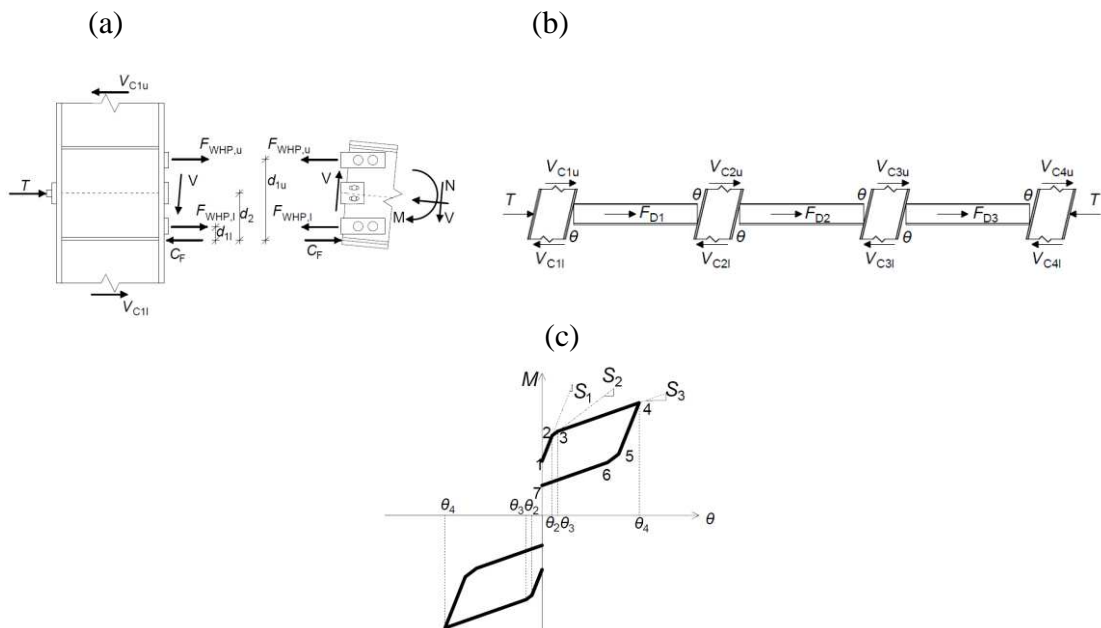 (a) (b)
V_C1u
F_WHP,u F_WHP,u
T V d_1u V N
F_WHP,l d_2 F_WHP,l M V
d_1l
C_F C_F
V_C1l
V_C1u V_C2u V_C3u V_C4u
θ θ θ
T F_D1 F_D2 F_D3 T
θ θ θ
V_C1l V_C2l V_C3l V_C4l
(c)
M S_1 S_2 S_3
2 3 4
1
5
6
7
θ_4 θ_3 θ_2 θ_2 θ_3 θ_4 θ